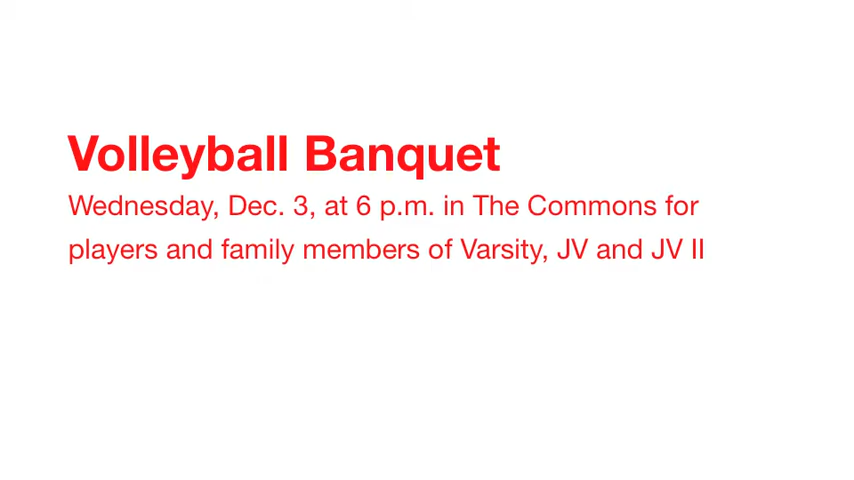 Volleyball Banquet
Wednesday, Dec. 3, at 6 p.m. in The Commons for
players and family members of Varsity, JV and JV II